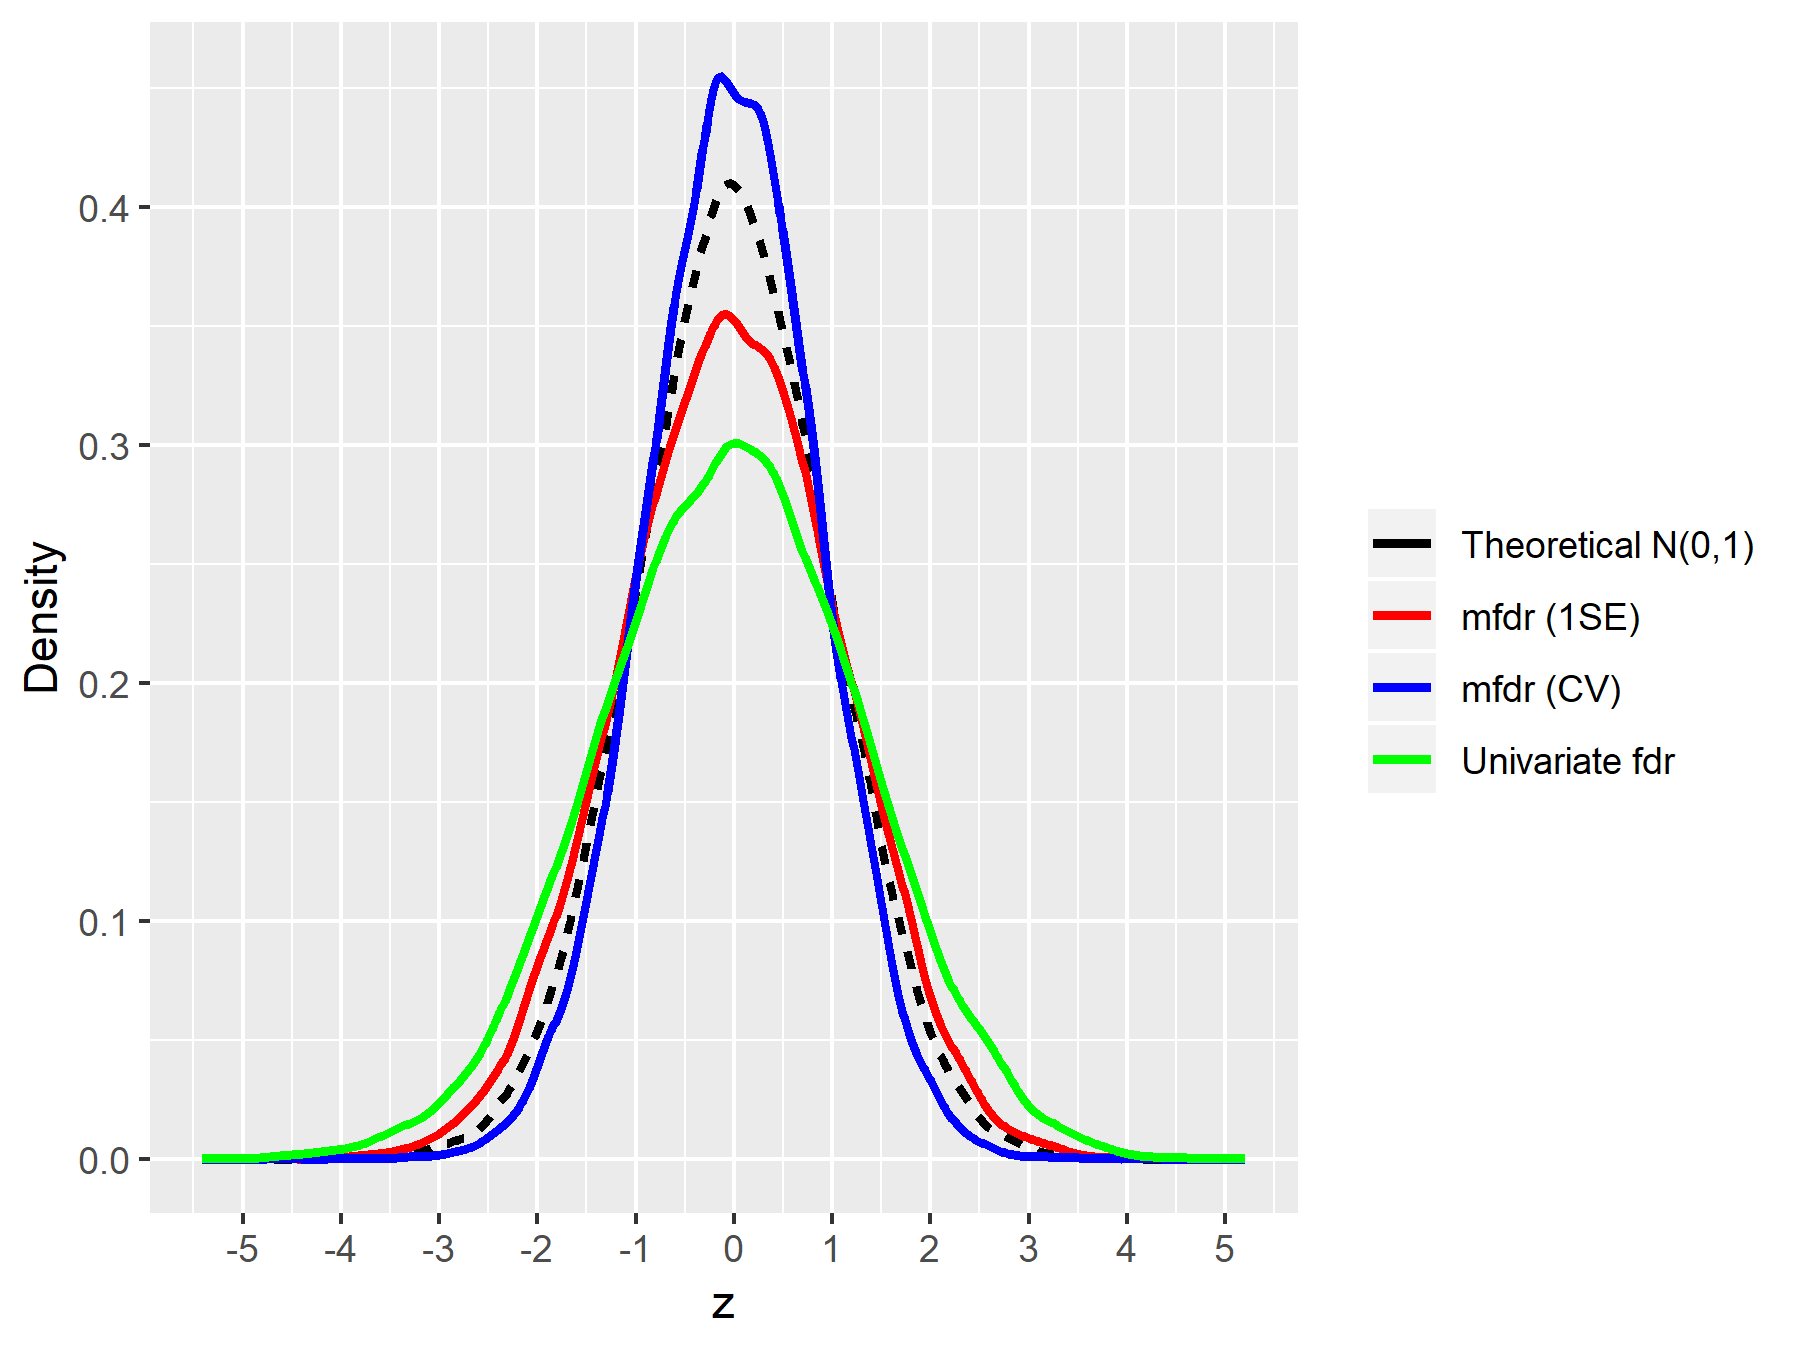 Density
0.4
0.3
0.2
0.1
0.0
-5 -4 -3 -2 -1 0 1 2 3 4 5
z
Theoretical N(0,1)
mfdr (1SE)
mfdr (CV)
Univariate fdr